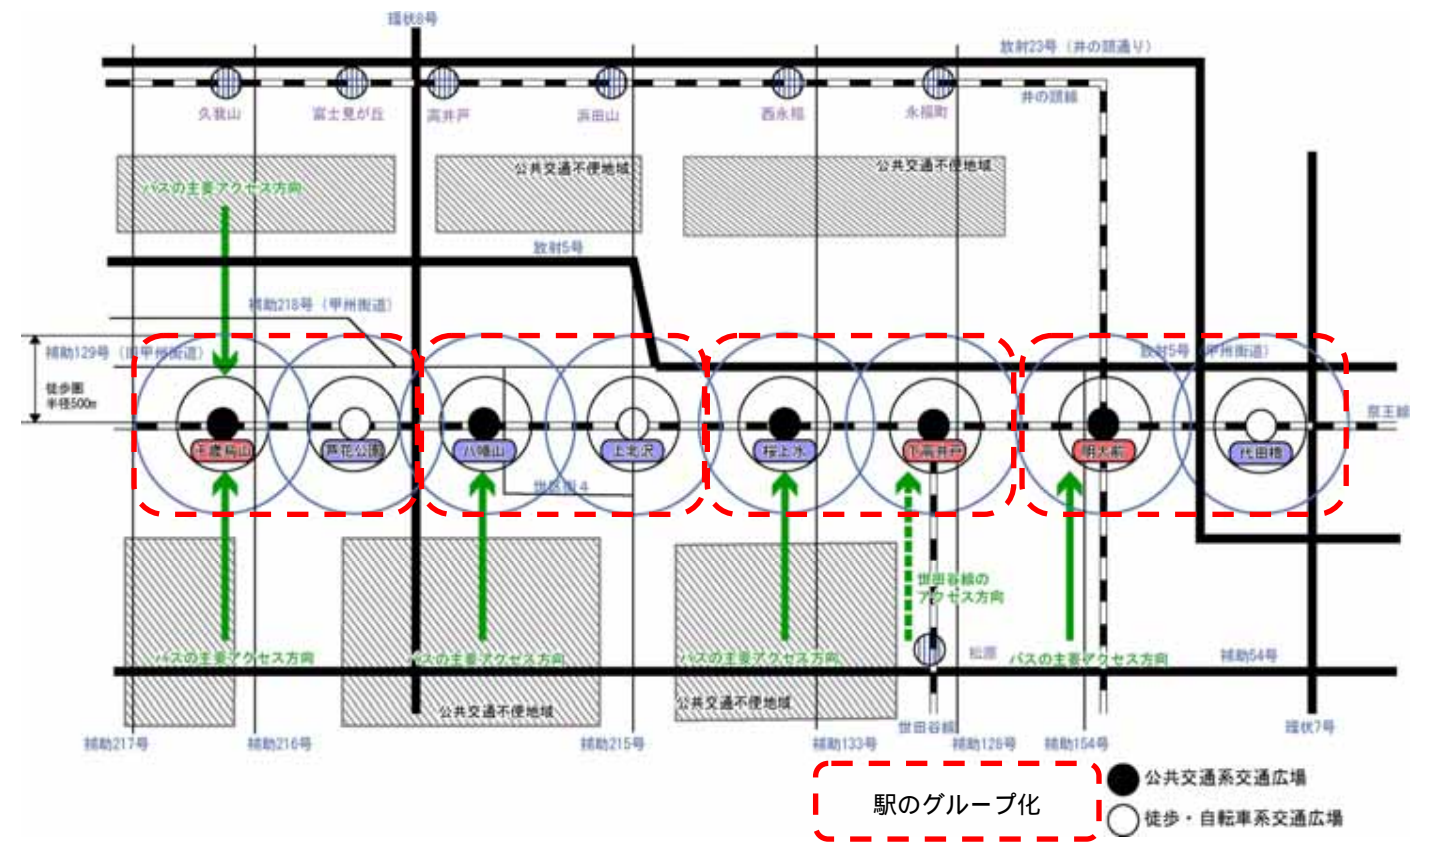 環状8号
放射23号（井の頭通り）
井の頭線
久我山
富士見が丘
高井戸
浜田山
西永福
永福町
公共交通不便地域
公共交通不便地域
バスの主要アクセス方向
放射5号
補助218号（甲州街道）
補助129号（旧甲州街道）
放射5号（甲州街道）
徒歩圏
半径500m
京王線
千歳烏山
芦花公園
八幡山
上北沢
桜上水
下高井戸
明大前
代田橋
世区街4
世田谷線の
アクセス方向
松原
バスの主要アクセス方向
バスの主要アクセス方向
バスの主要アクセス方向
バスの主要アクセス方向
補助54号
公共交通不便地域
公共交通不便地域
世田谷線
環状7号
補助217号
補助216号
補助215号
補助133号
補助128号
補助154号
駅のグループ化
公共交通系交通広場
徒歩・自転車系交通広場